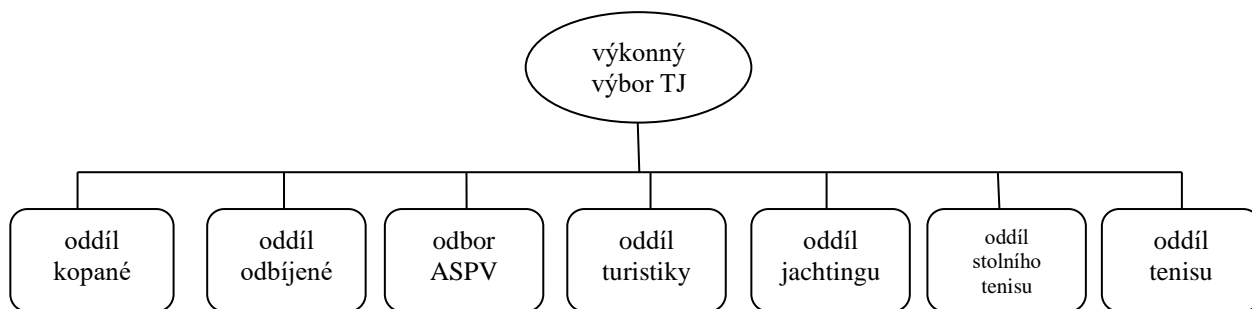 výkonný
výbor TJ
oddíl
kopané
oddíl
odbíjené
odbor
ASPV
oddíl
turistiky
oddíl
jachtingu
oddíl
stolního
tenisu
oddíl
tenisu